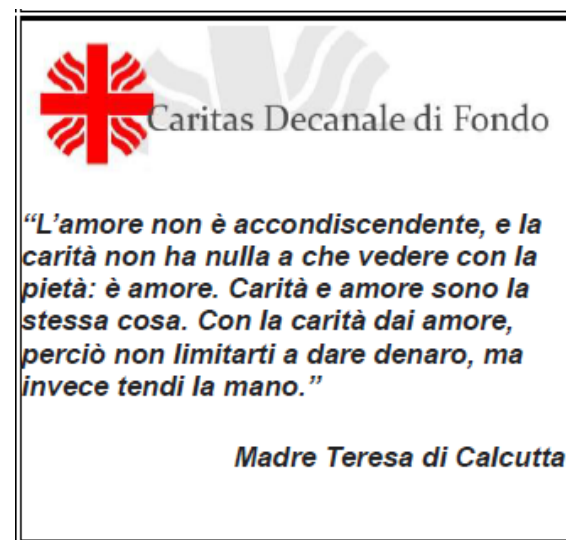 Caritas Decanale di Fondo
“L’amore non è accondiscendente, e la
carità non ha nulla a che vedere con la
pietà: è amore. Carità e amore sono la
stessa cosa. Con la carità dai amore,
perciò non limitarti a dare denaro, ma
invece tendi la mano.”
Madre Teresa di Calcutta